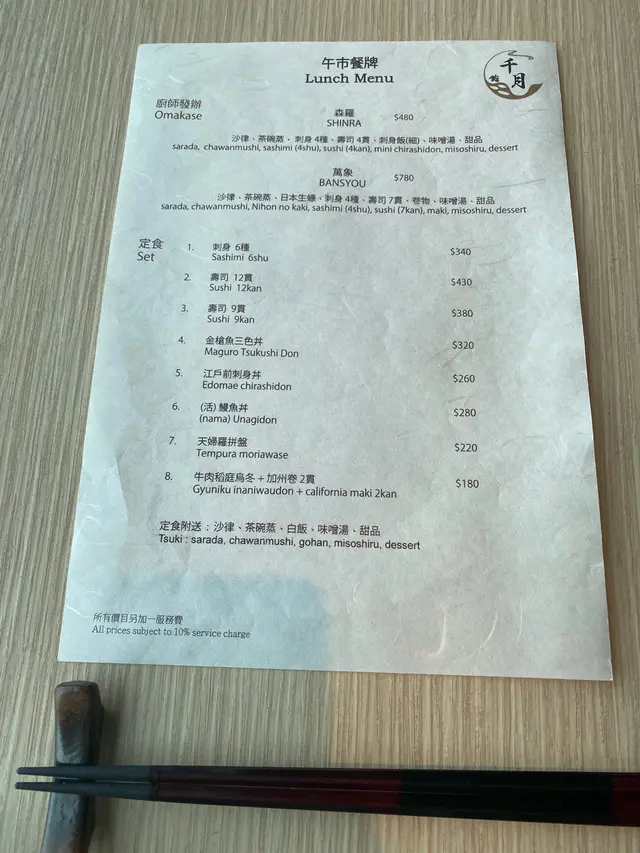 午市餐牌
Lunch Menu
千月
廚師發辦
Omakase
森羅
SHINRA
$480
沙律、茶碗蒸、刺身 4種、壽司 4貫、刺身飯(細)、味噌湯、甜品
sarada, chawanmushi, sashimi (4shu), sushi (4kan), mini chirashidon, misoshiru, dessert
萬象
BANSYOU
$780
沙律、茶碗蒸、日本生蠔、刺身 4種、壽司 7貫、卷物、味噌湯、甜品
sarada, chawanmushi, Nihon no kaki, sashimi (4shu), sushi (7kan), maki, misoshiru, dessert
定食
Set
1. 刺身 6種 $340
Sashimi 6shu
2. 壽司 12貫 $430
Sushi 12kan
3. 壽司 9貫 $380
Sushi 9kan
4. 金槍魚三色丼 $320
Maguro Tsukushi Don
5. 江戶前刺身丼 $260
Edomae chirashidon
6. (活) 鰻魚丼 $280
(nama) Unagidon
7. 天婦羅拼盤 $220
Tempura moriawase
8. 牛肉稻庭烏冬 + 加州卷 2貫 $180
Gyuniku inaniwaudon + california maki 2kan
定食附送 : 沙律、茶碗蒸、白飯、味噌湯、甜品
Tsuki : sarada, chawanmushi, gohan, misoshiru, dessert
所有價目另加一服務費
All prices subject to 10% service charge